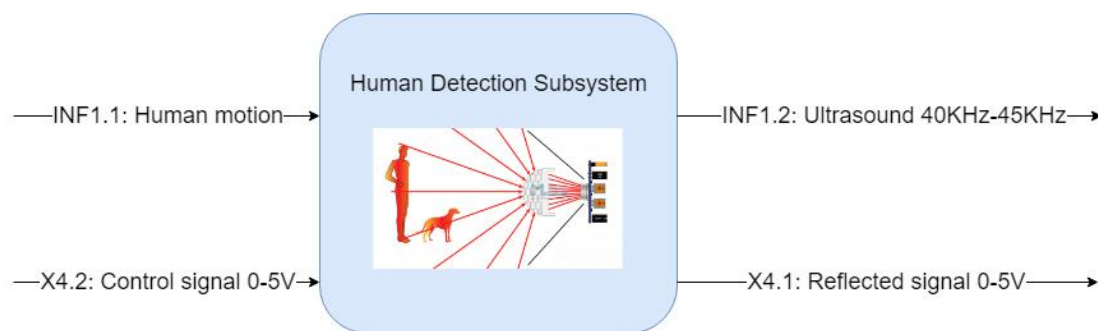 Human Detection Subsystem
INF1.1: Human motion
INF1.2: Ultrasound 40KHz-45KHz
X4.2: Control signal 0-5V
X4.1: Reflected signal 0-5V